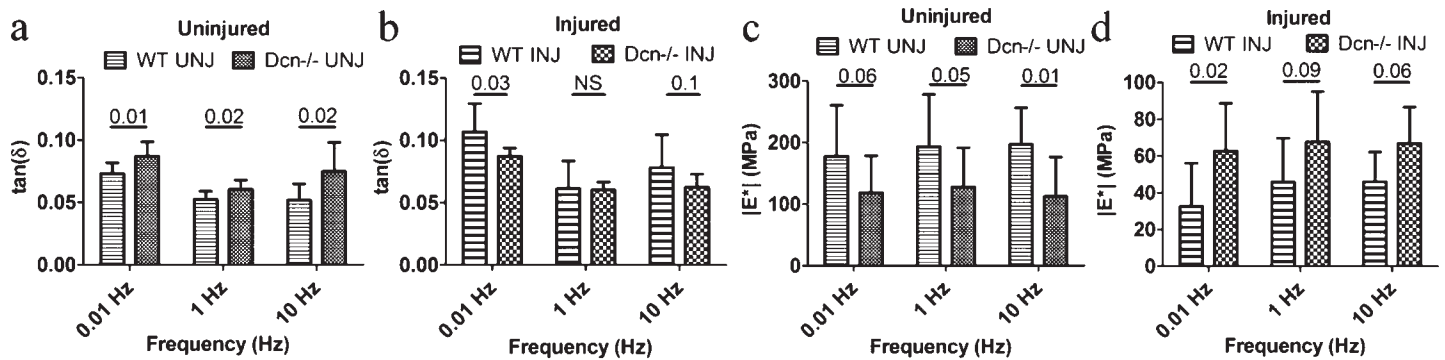 a
Uninjured
WT UNJ Dcn-/- UNJ
0.15
0.10
0.05
0.00
tan(δ)
0.01
0.02
0.02
0.01 Hz
1 Hz
10 Hz
Frequency (Hz)
b
Injured
WT INJ Dcn-/- INJ
0.15
0.10
0.05
0.00
tan(δ)
0.03
NS
0.1
0.01 Hz
1 Hz
10 Hz
Frequency (Hz)
c
Uninjured
WT UNJ Dcn-/- UNJ
300
200
100
0
|E*| (MPa)
0.06
0.05
0.01
0.01 Hz
1 Hz
10 Hz
Frequency (Hz)
d
Injured
WT INJ Dcn-/- INJ
100
80
60
40
20
0
|E*| (MPa)
0.02
0.09
0.06
0.01 Hz
1 Hz
10 Hz
Frequency (Hz)